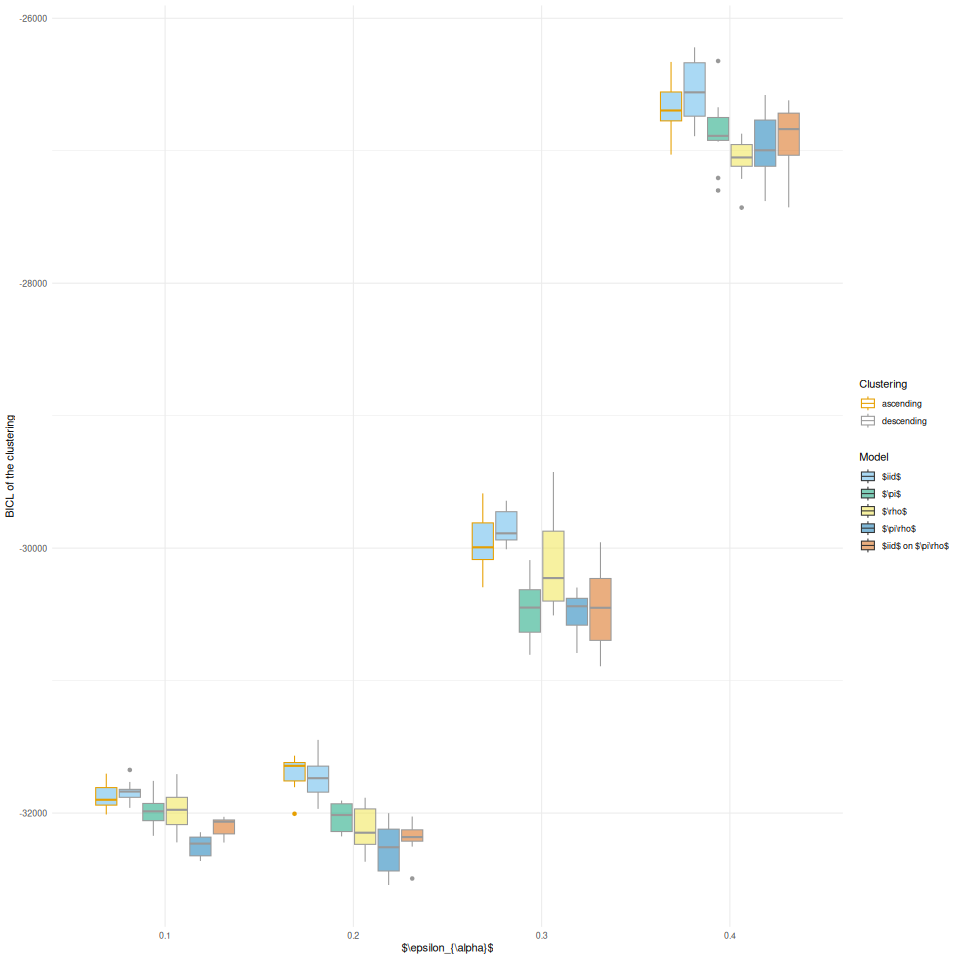 -26000
-28000
-30000
-32000
BICL of the clustering
0.1
0.2
0.3
0.4
$\epsilon_{\alpha}$
Clustering
ascending
descending
Model
$iid$
$\pi$
$\rho$
$\pi\rho$
$iid$ on $\pi\rho$